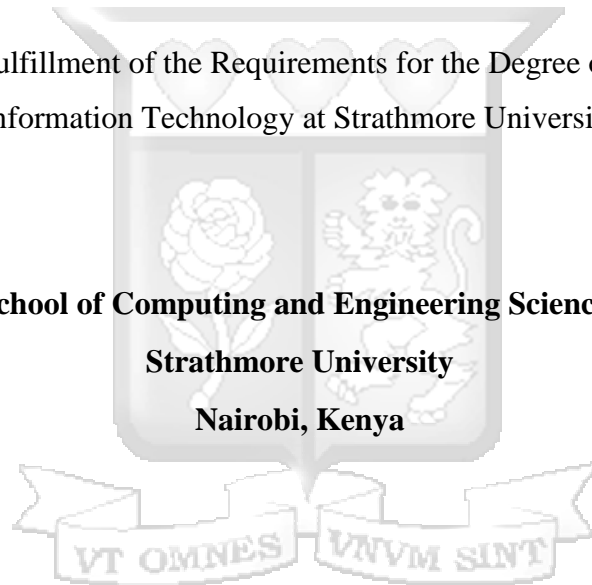 ulfillment of the Requirements for the Degree o
nformation Technology at Strathmore Universi
chool of Computing and Engineering Scienc
Strathmore University
Nairobi, Kenya
VT OMNES VNVM SINT